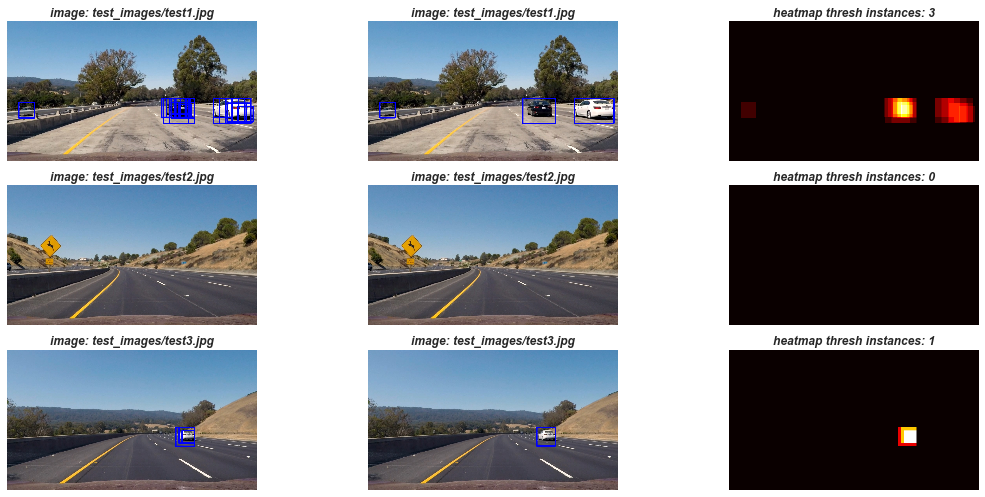 image: test_images/test1.jpg
image: test_images/test1.jpg
heatmap thresh instances: 3
image: test_images/test2.jpg
image: test_images/test2.jpg
heatmap thresh instances: 0
image: test_images/test3.jpg
image: test_images/test3.jpg
heatmap thresh instances: 1